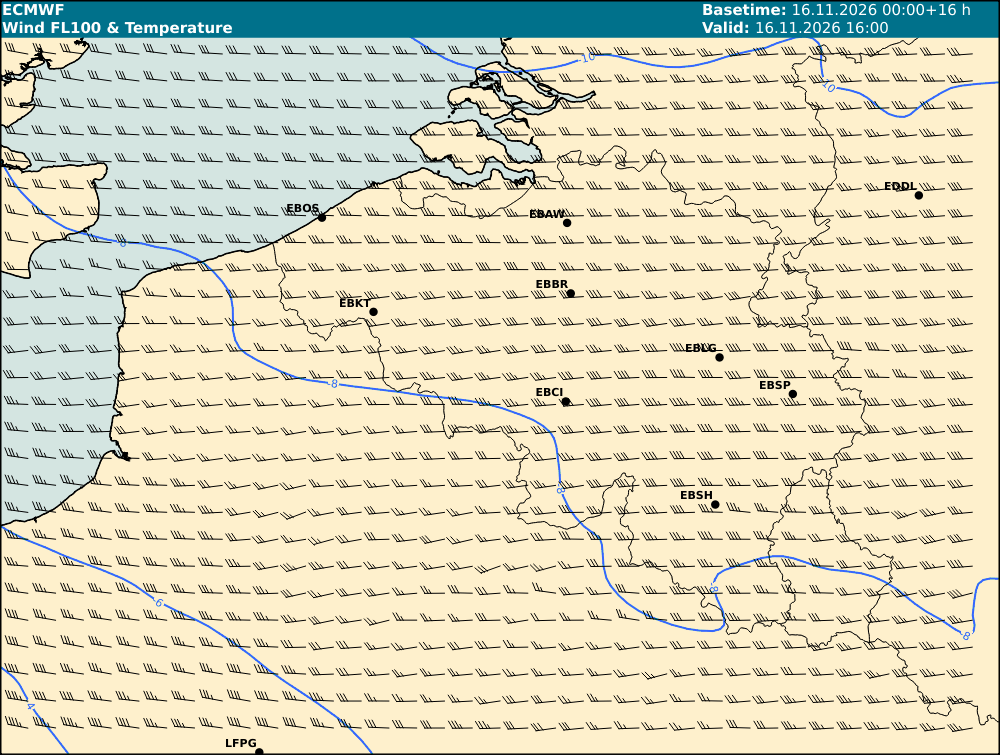 ECMWF
Wind FL100 & Temperature
Basetime: 16.11.2026 00:00+16 h
Valid: 16.11.2026 16:00
-10
-10
EDDL
EBOS
EBAW
-8
EBBR
EBKT
EBLG
-8
EBSP
EBCI
-8
EBSH
-8
-6
-8
-4
LFPG